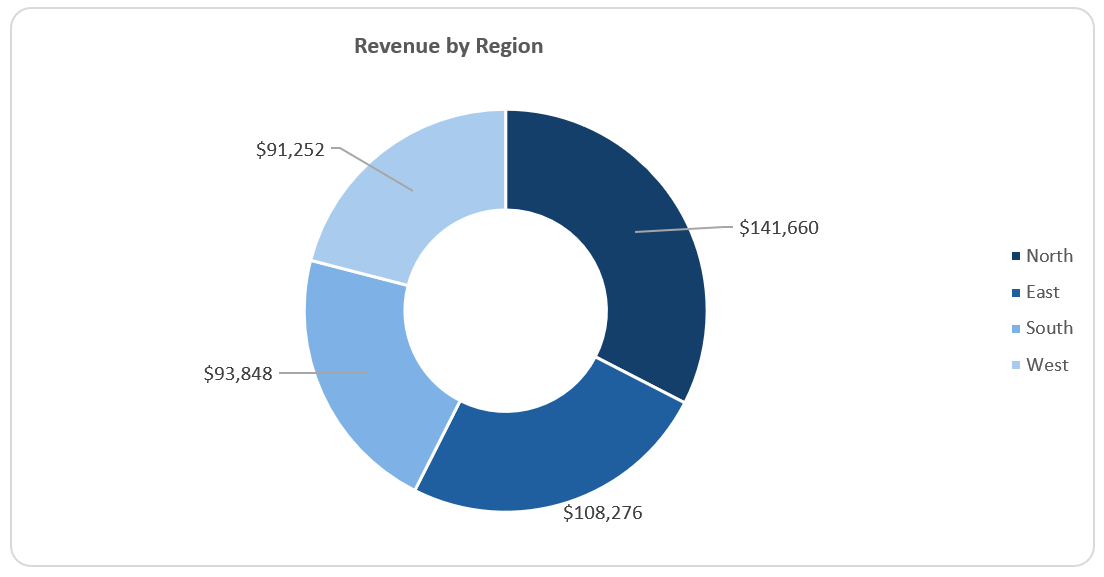 Revenue by Region
$91,252
$141,660
$93,848
$108,276
North
East
South
West